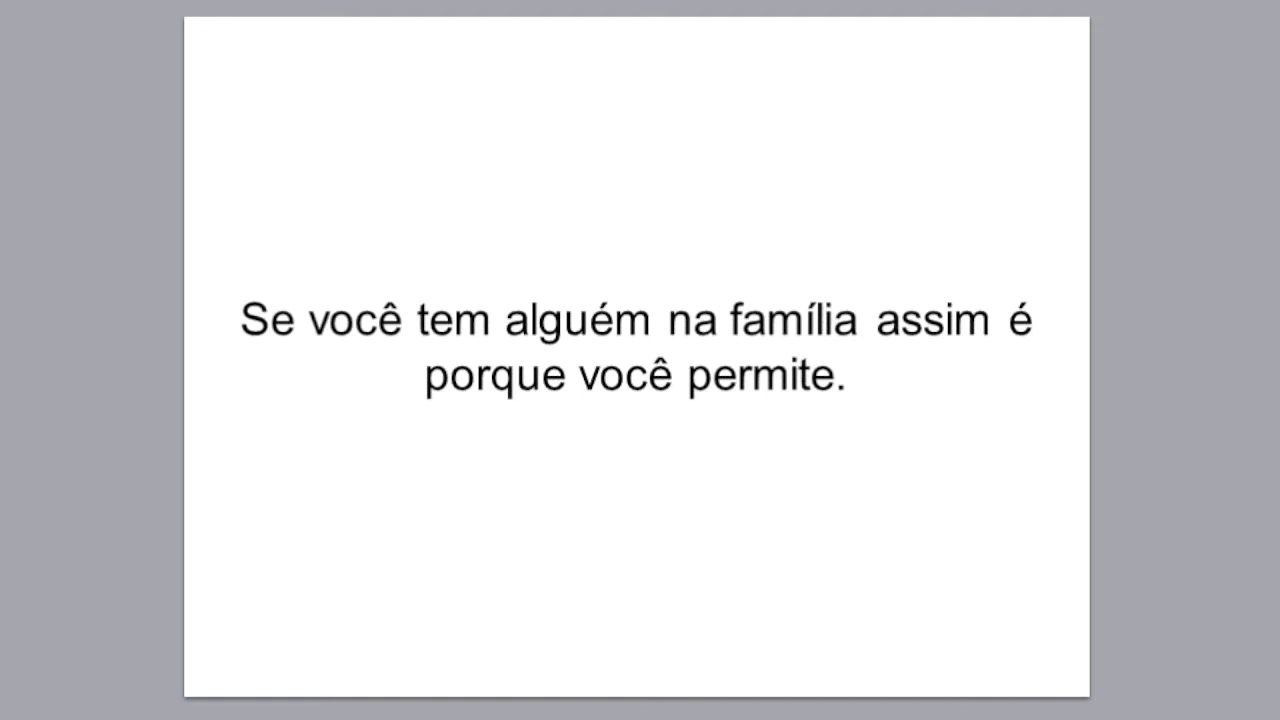 Se você tem alguém na família assim é
porque você permite.